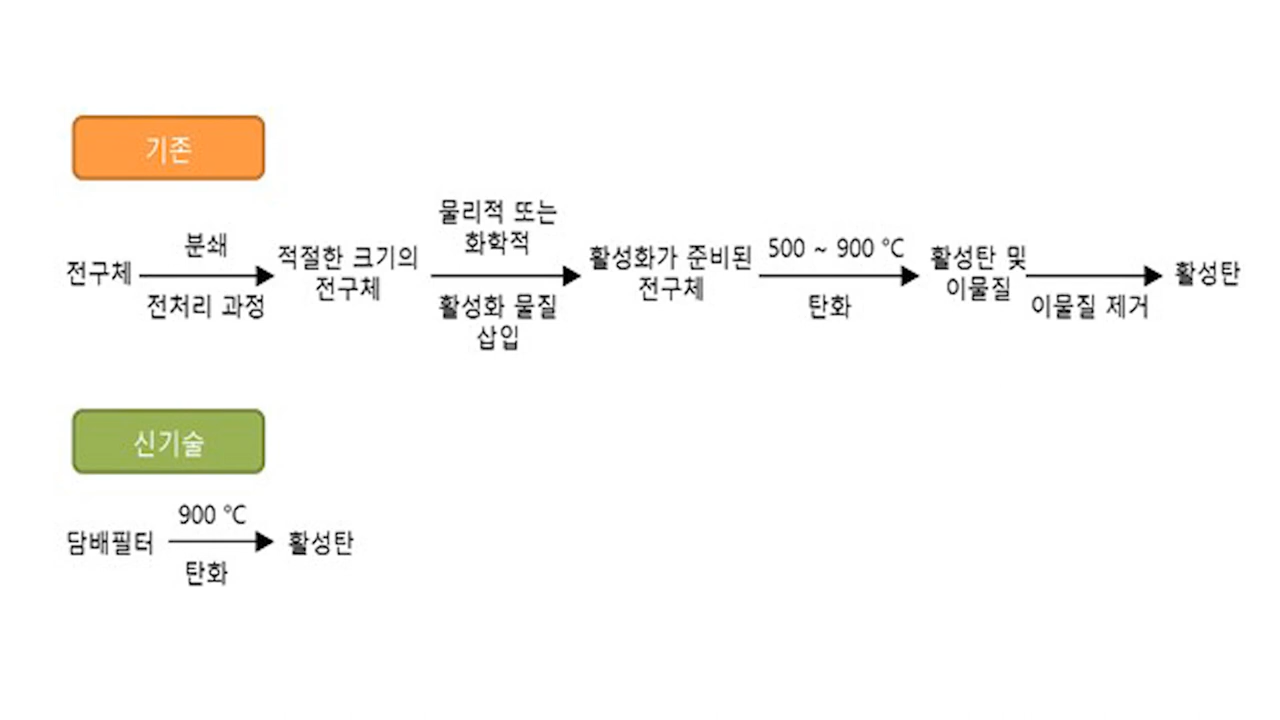 기존
전구체
분쇄
전처리 과정
적절한 크기의
전구체
물리적 또는
화학적
활성화 물질
삽입
활성화가 준비된
전구체
500 ~ 900 ℃
탄화
활성탄 및
이물질
이물질 제거
활성탄
신기술
담배필터
900 ℃
탄화
활성탄